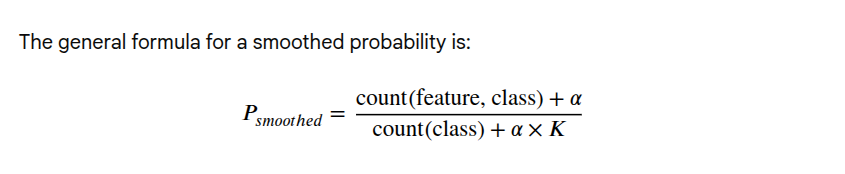 The general formula for a smoothed probability is:
P_smoothed = (count(feature, class) + α) / (count(class) + α × K)